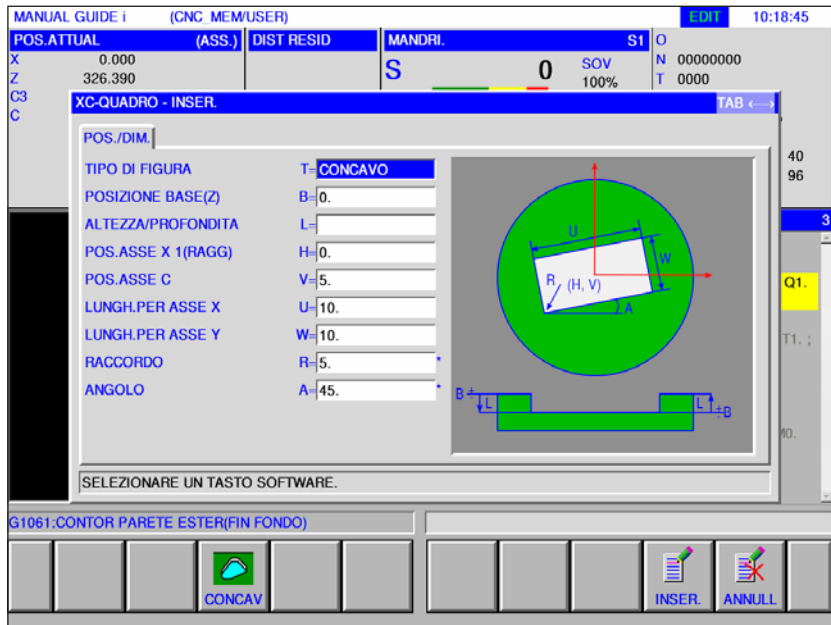 MANUAL GUIDE i (CNC_MEM/USER) EDIT 10:18:45
POS.ATTUAL (ASS.) DIST RESID MANDRI. S1 O
X 0.000 N 00000000
Z 326.390 S 0 SOV 100% T 0000
C3
C
XC-QUADRO - INSER. TAB ←→
POS./DIM.
TIPO DI FIGURA T= CONCAVO
POSIZIONE BASE(Z) B= 0.
ALTEZZA/PROFONDITA L=
POS.ASSE X 1(RAGG) H= 0.
POS.ASSE C V= 5.
LUNGH.PER ASSE X U= 10.
LUNGH.PER ASSE Y W= 10.
RACCORDO R= 5. *
ANGOLO A= 45. *
U
W
R (H, V)
A
B L L B
40
96
3
Q1.
T1. ;
M0.
SELEZIONARE UN TASTO SOFTWARE.
G1061:CONTOR PARETE ESTER(FIN FONDO)
CONCAV INSER. ANNULL